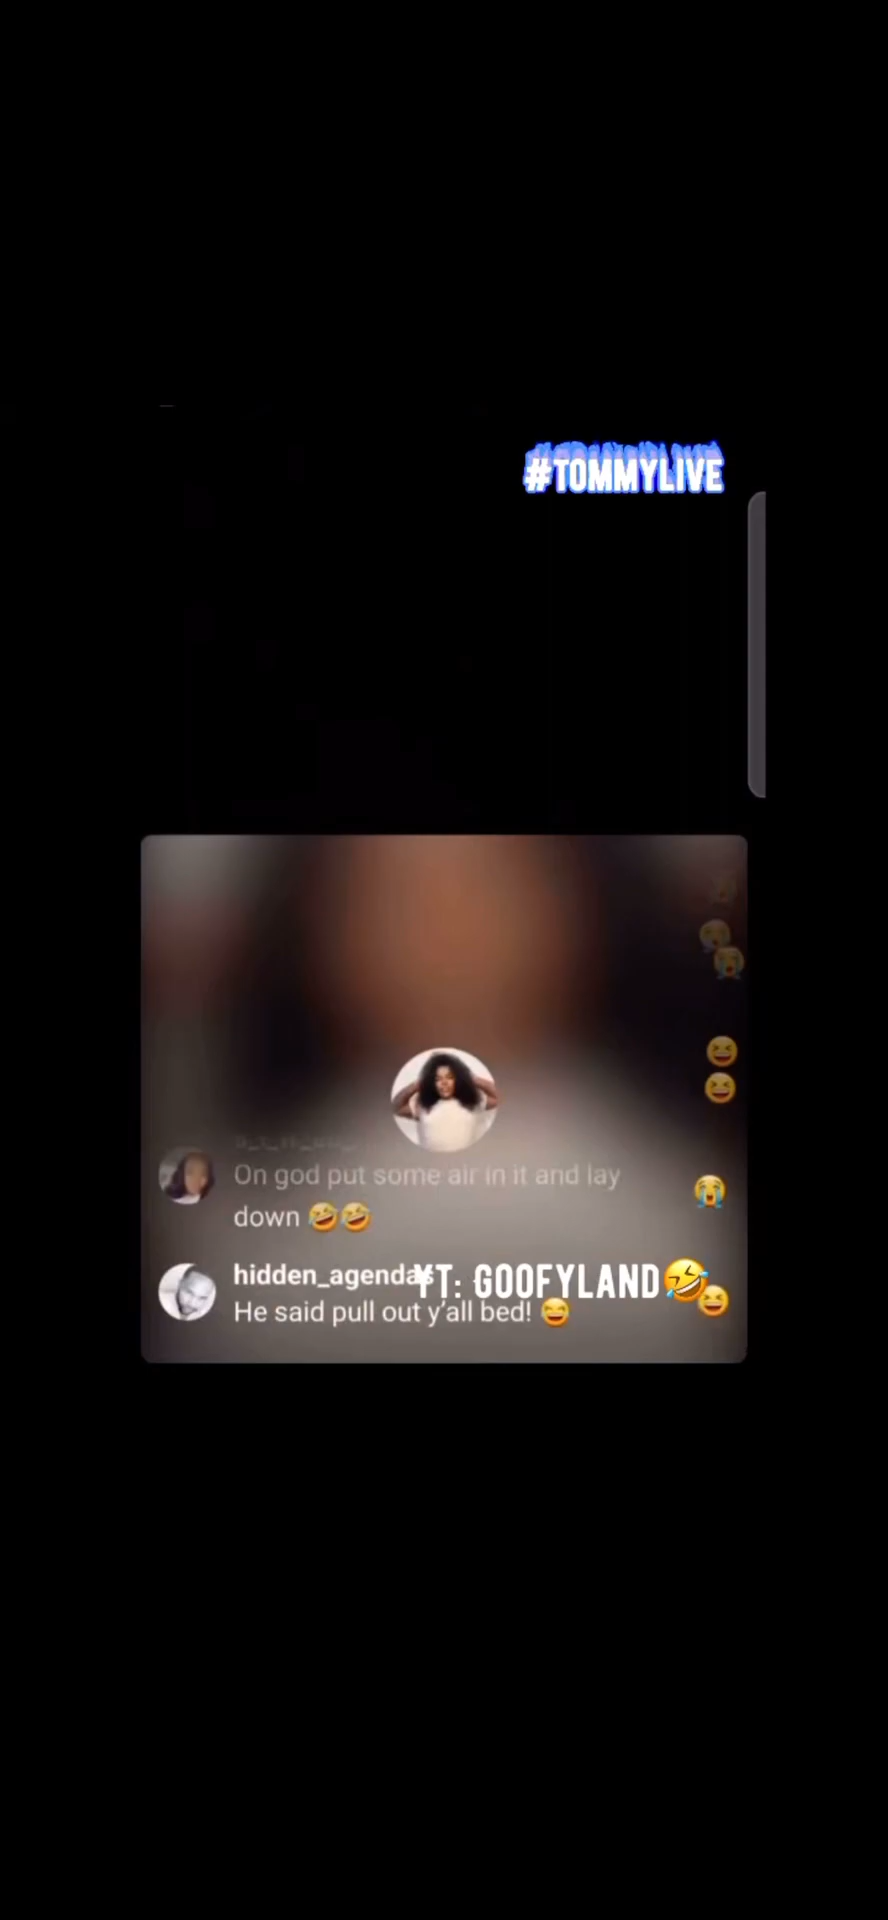 #TOMMYLIVE
On god put some air in it and lay
down 🤣🤣
hidden_agendas
YT: GOOFYLAND🤣
He said pull out y'all bed! 😅